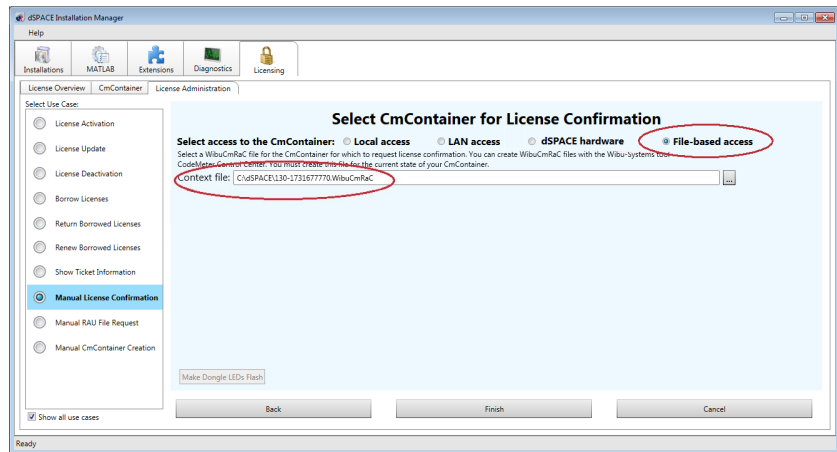 dSPACE Installation Manager
Help
Installations MATLAB Extensions Diagnostics Licensing
License Overview CmContainer License Administration
Select Use Case:
License Activation
License Update
License Deactivation
Borrow Licenses
Return Borrowed Licenses
Renew Borrowed Licenses
Show Ticket Information
Manual License Confirmation
Manual RAU File Request
Manual CmContainer Creation
Show all use cases
Select CmContainer for License Confirmation
Select access to the CmContainer: Local access LAN access dSPACE hardware File-based access
Select a WibuCmRaC file for the CmContainer for which to request license confirmation. You can create WibuCmRaC files with the Wibu-Systems tool
CodeMeter Control Center. You must create this file for the current state of your CmContainer.
Context file: C:\dSPACE\130-1731677770.WibuCmRaC ...
Make Dongle LEDs Flash
Back Finish Cancel
Ready